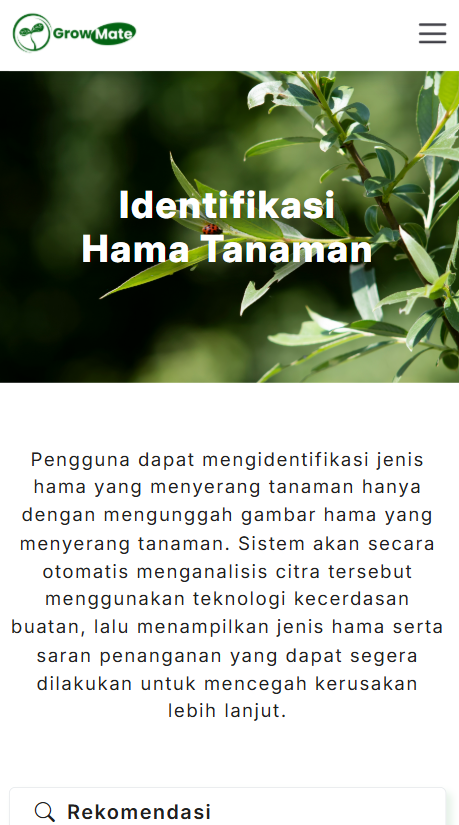 GrowMate
Identifikasi
Hama Tanaman
Pengguna dapat mengidentifikasi jenis
hama yang menyerang tanaman hanya
dengan mengunggah gambar hama yang
menyerang tanaman. Sistem akan secara
otomatis menganalisis citra tersebut
menggunakan teknologi kecerdasan
buatan, lalu menampilkan jenis hama serta
saran penanganan yang dapat segera
dilakukan untuk mencegah kerusakan
lebih lanjut.
Rekomendasi